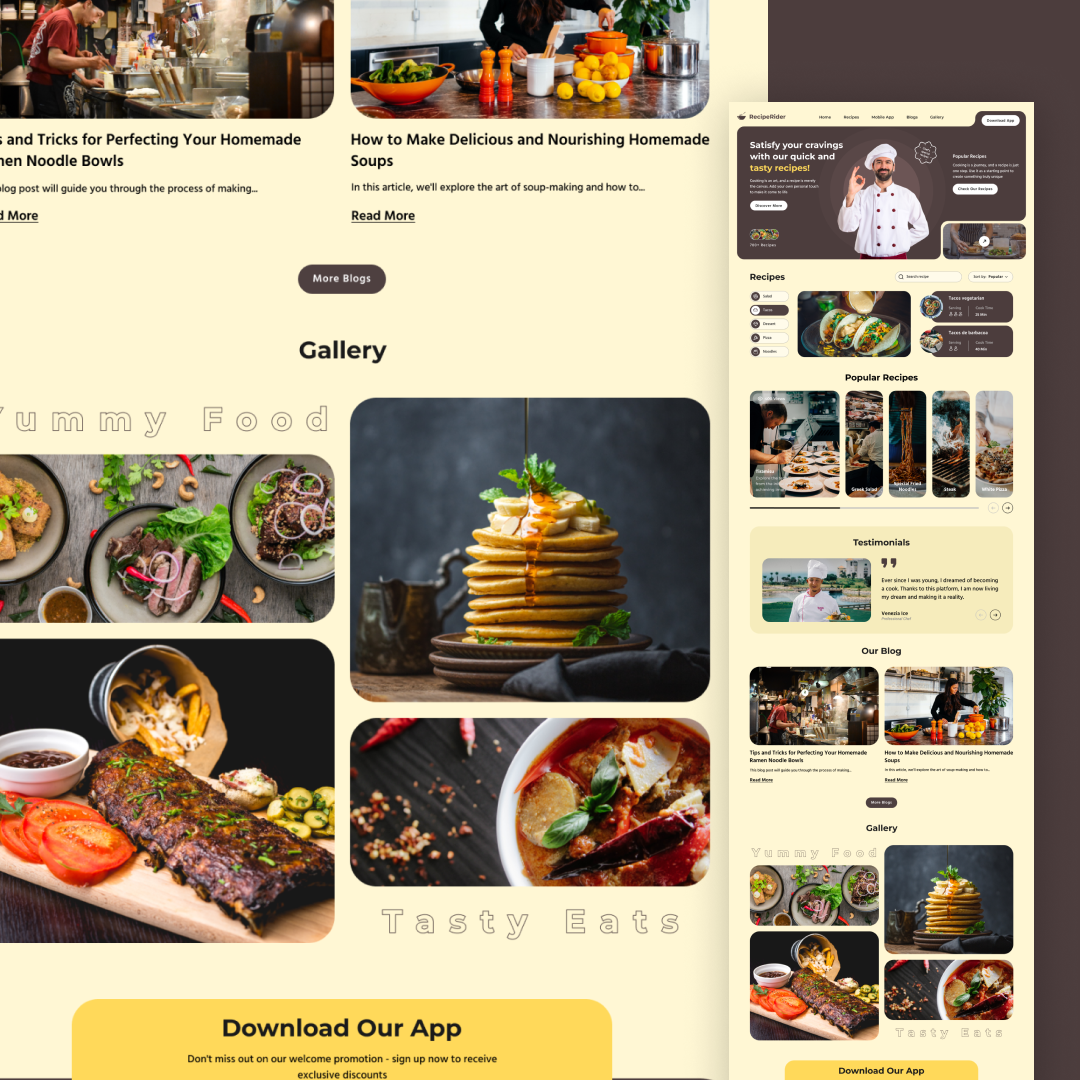 s and Tricks for Perfecting Your Homemade
men Noodle Bowls
blog post will guide you through the process of making...
d More
How to Make Delicious and Nourishing Homemade
Soups
In this article, we'll explore the art of soup-making and how to...
Read More
More Blogs
Gallery
Yummy Food
Tasty Eats
Download Our App
Don't miss out on our welcome promotion - sign up now to receive
exclusive discounts
RecipeRider
Home Recipes Mobile App Blogs Gallery
Download App
Satisfy your cravings
with our quick and
tasty recipes!
Cooking is an art, and a recipe is merely
the canvas. Add your own personal touch
to make it come to life.
Discover More
700+ Recipes
Popular Recipes
Cooking is a journey, and a recipe is just
one step. Use it as a starting point to
create something truly unique
Check Our Recipes
Recipes
Search recipe
Sort by: Popular
Salad
Tacos
Dessert
Pizza
Noodles
Tacos vegetarian
Serving Cook Time
25 Min
Tacos de barbacoa
Serving Cook Time
40 Min
Popular Recipes
Tiramisu
Greek Salad
Special Fried
Noodles
Steak
White Pizza
Testimonials
Ever since I was young, I dreamed of becoming
a cook. Thanks to this platform, I am now living
my dream and making it a reality.
Venezia Ice
Professional Chef
Our Blog
Tips and Tricks for Perfecting Your Homemade
Ramen Noodle Bowls
This blog post will guide you through the process of making...
Read More
How to Make Delicious and Nourishing Homemade
Soups
In this article, we'll explore the art of soup-making and how to...
Read More
More Blogs
Gallery
Yummy Food
Tasty Eats
Download Our App